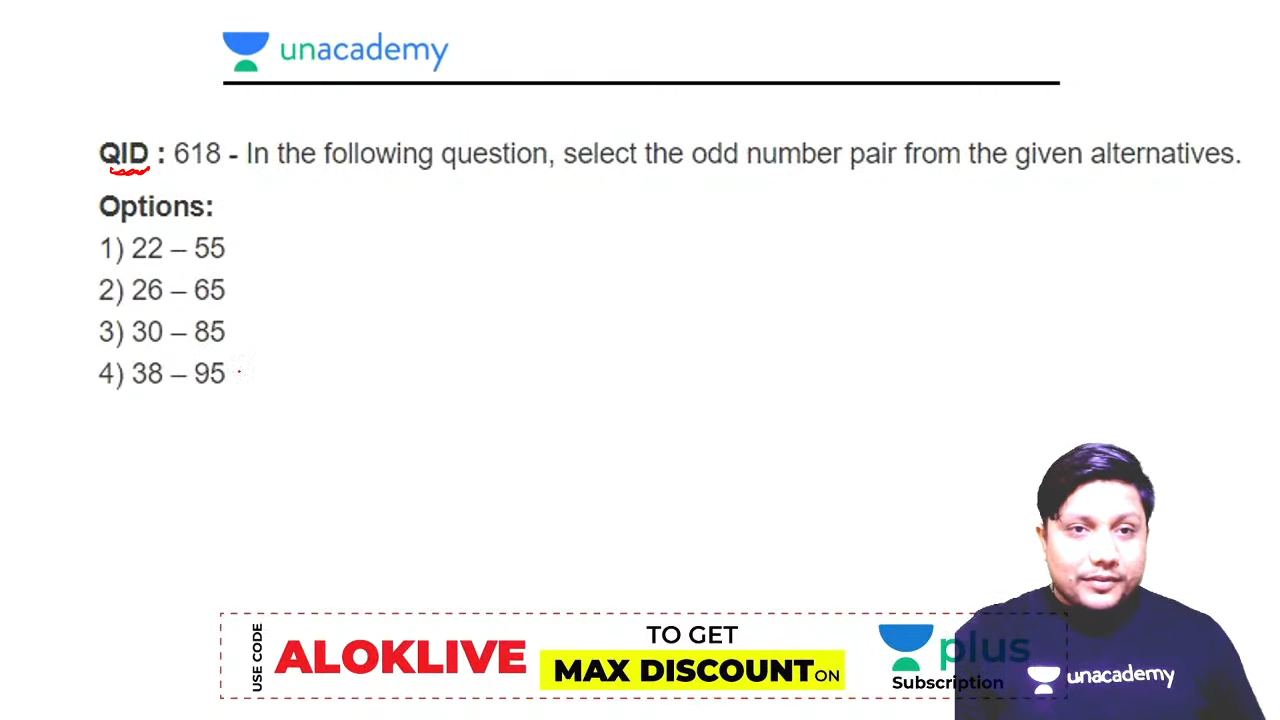 unacademy
QID : 618 - In the following question, select the odd number pair from the given alternatives.
Options:
1) 22 – 55
2) 26 – 65
3) 30 – 85
4) 38 – 95
USE CODE
ALOKLIVE
TO GET
MAX DISCOUNT ON
plus
Subscription
unacademy